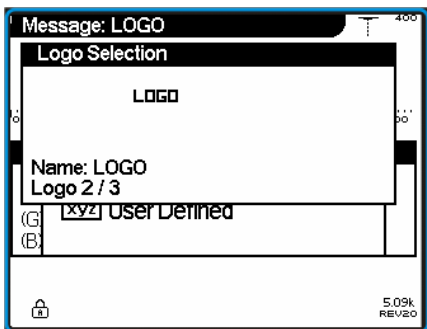 Message: LOGO
400
Logo Selection
LOGO
Name: LOGO
Logo 2 / 3
xyz User Defined
(G)
(B)
5.09k
REV20